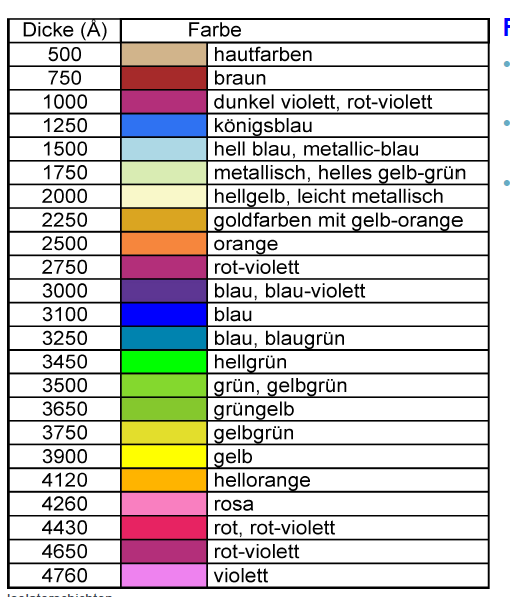 Dicke (Å) Farbe
500 hautfarben
750 braun
1000 dunkel violett, rot-violett
1250 königsblau
1500 hell blau, metallic-blau
1750 metallisch, helles gelb-grün
2000 hellgelb, leicht metallisch
2250 goldfarben mit gelb-orange
2500 orange
2750 rot-violett
3000 blau, blau-violett
3100 blau
3250 blau, blaugrün
3450 hellgrün
3500 grün, gelbgrün
3650 grüngelb
3750 gelbgrün
3900 gelb
4120 hellorange
4260 rosa
4430 rot, rot-violett
4650 rot-violett
4760 violett